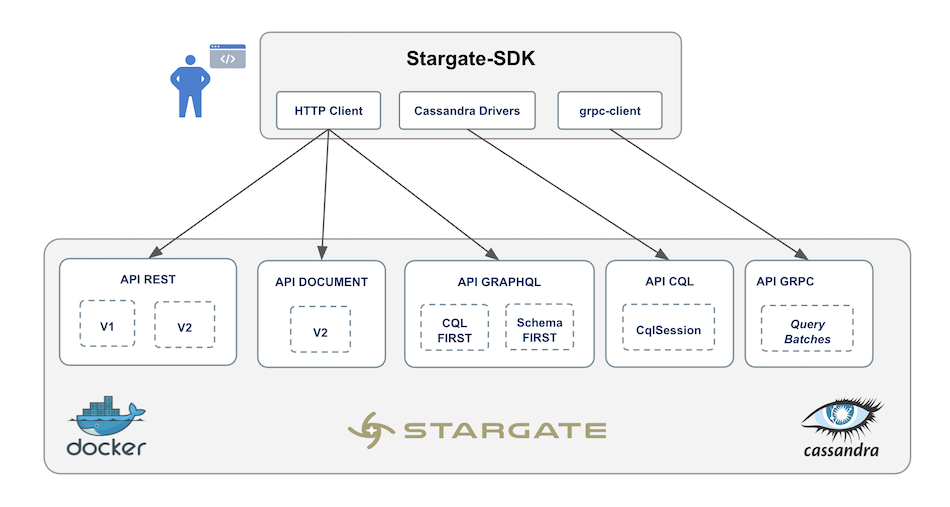 </>
Stargate-SDK
HTTP Client
Cassandra Drivers
grpc-client
API REST
V1
V2
API DOCUMENT
V2
API GRAPHQL
CQL
FIRST
Schema
FIRST
API CQL
CqlSession
API GRPC
Query
Batches
docker
STARGATE
cassandra